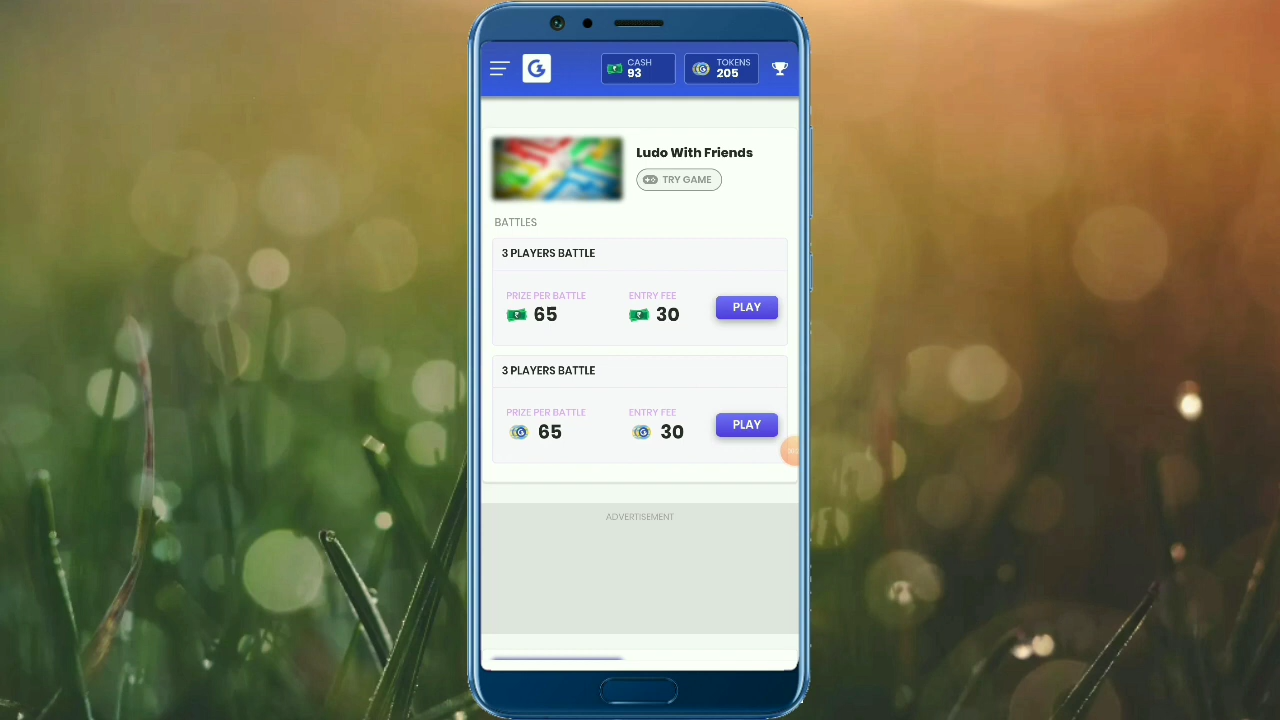 CASH
93
TOKENS
205
Ludo With Friends
TRY GAME
BATTLES
3 PLAYERS BATTLE
PRIZE PER BATTLE
ENTRY FEE
65
30
PLAY
3 PLAYERS BATTLE
PRIZE PER BATTLE
ENTRY FEE
65
30
PLAY
ADVERTISEMENT